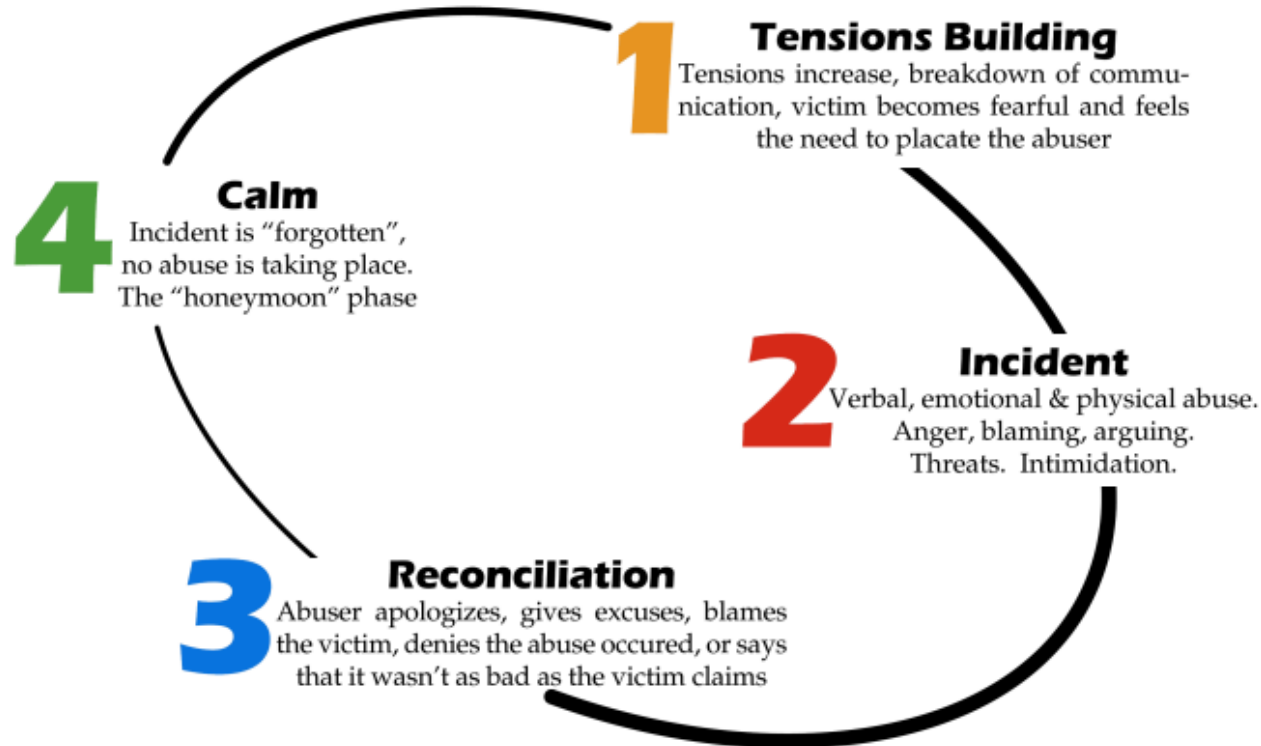 1
Tensions Building
Tensions increase, breakdown of commu-
nication, victim becomes fearful and feels
the need to placate the abuser
2
Incident
Verbal, emotional & physical abuse.
Anger, blaming, arguing.
Threats. Intimidation.
3
Reconciliation
Abuser apologizes, gives excuses, blames
the victim, denies the abuse occured, or says
that it wasn't as bad as the victim claims
4
Calm
Incident is “forgotten”,
no abuse is taking place.
The “honeymoon” phase